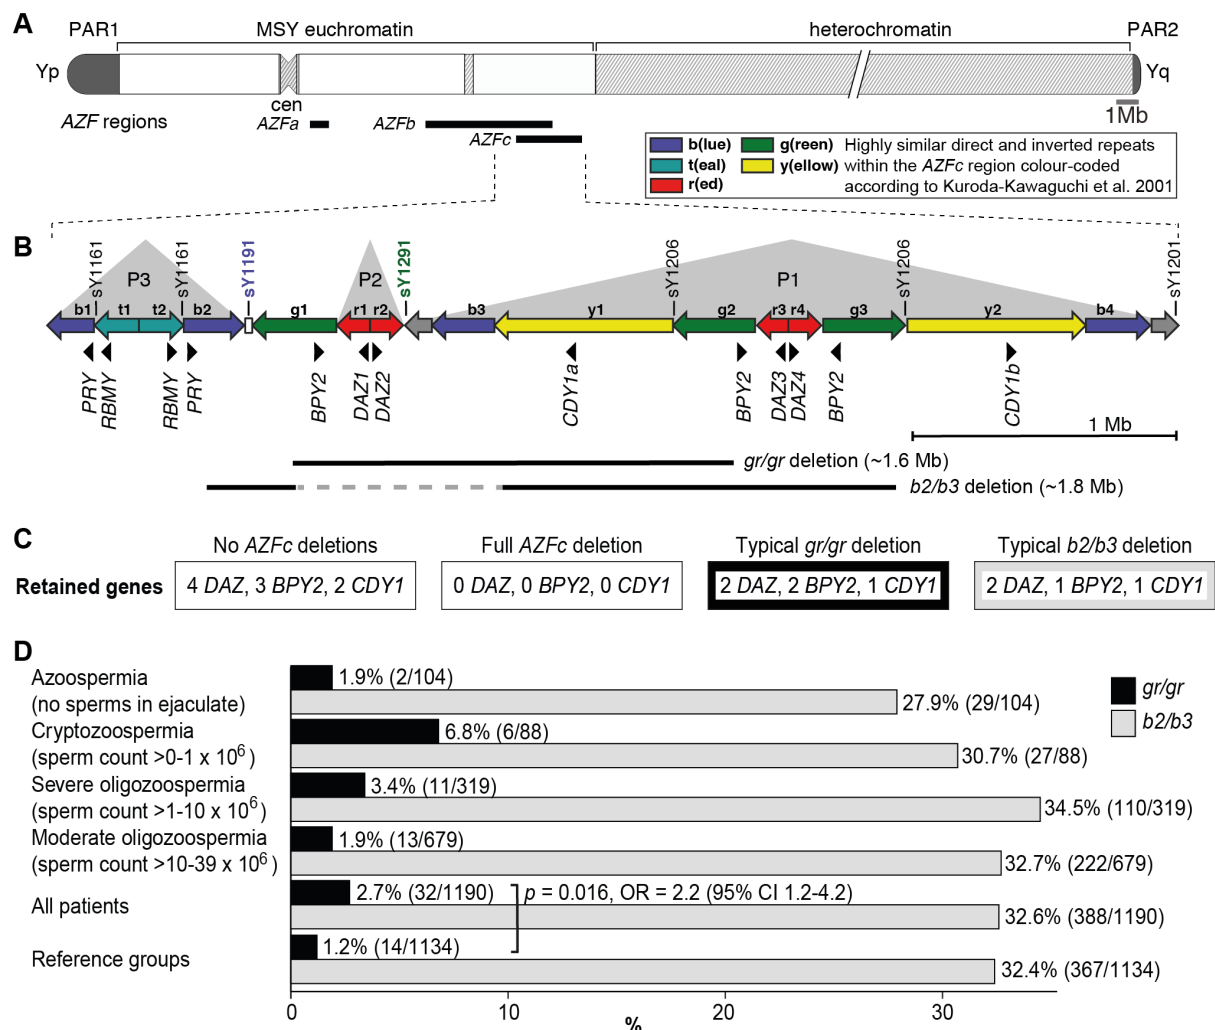 A
PAR1
MSY euchromatin
heterochromatin
PAR2
Yp
Yq
cen
1Mb
AZF regions
AZFa
AZFb
AZFc
b(lue)
g(reen)
Highly similar direct and inverted repeats
t(eal)
y(ellow)
within the AZFc region colour-coded
r(ed)
according to Kuroda-Kawaguchi et al. 2001
B
sY1161
sY1161
sY1191
sY1291
sY1206
sY1206
sY1201
P3
P2
P1
b1
t1
t2
b2
g1
r1
r2
b3
y1
g2
r3
r4
g3
y2
b4
PRY
RBMY
RBMY
PRY
BPY2
DAZ1
DAZ2
CDY1a
BPY2
DAZ3
DAZ4
BPY2
CDY1b
1 Mb
gr/gr deletion (~1.6 Mb)
b2/b3 deletion (~1.8 Mb)
C
No AZFc deletions
Full AZFc deletion
Typical gr/gr deletion
Typical b2/b3 deletion
Retained genes
4 DAZ, 3 BPY2, 2 CDY1
0 DAZ, 0 BPY2, 0 CDY1
2 DAZ, 2 BPY2, 1 CDY1
2 DAZ, 1 BPY2, 1 CDY1
D
Azoospermia
(no sperms in ejaculate)
1.9% (2/104)
27.9% (29/104)
gr/gr
b2/b3
Cryptozoospermia
(sperm count >0-1 x 10⁶)
6.8% (6/88)
30.7% (27/88)
Severe oligozoospermia
(sperm count >1-10 x 10⁶)
3.4% (11/319)
34.5% (110/319)
Moderate oligozoospermia
(sperm count >10-39 x 10⁶)
1.9% (13/679)
32.7% (222/679)
All patients
2.7% (32/1190)
p = 0.016, OR = 2.2 (95% CI 1.2-4.2)
32.6% (388/1190)
Reference groups
1.2% (14/1134)
32.4% (367/1134)
0
10
20
30
%